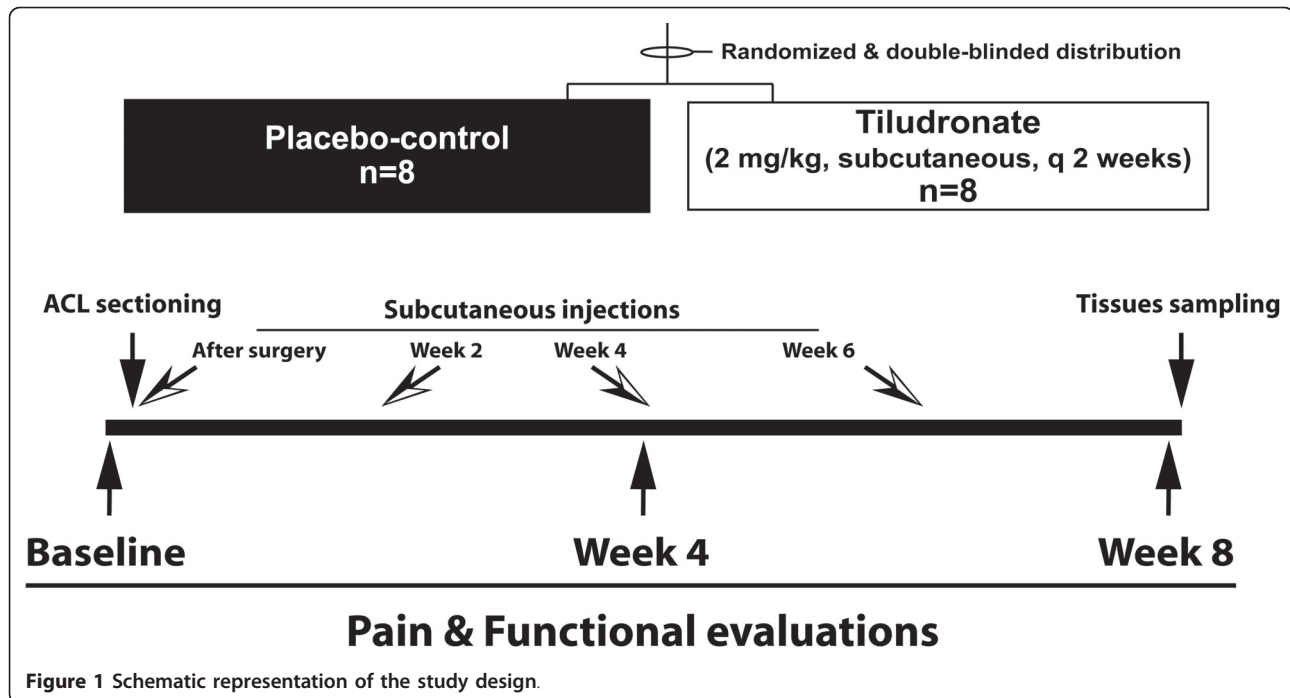 Randomized & double-blinded distribution
Placebo-control
n=8
Tiludronate
(2 mg/kg, subcutaneous, q 2 weeks)
n=8
ACL sectioning
Subcutaneous injections
Tissues sampling
After surgery
Week 2
Week 4
Week 6
Baseline
Week 4
Week 8
Pain & Functional evaluations
Figure 1 Schematic representation of the study design.